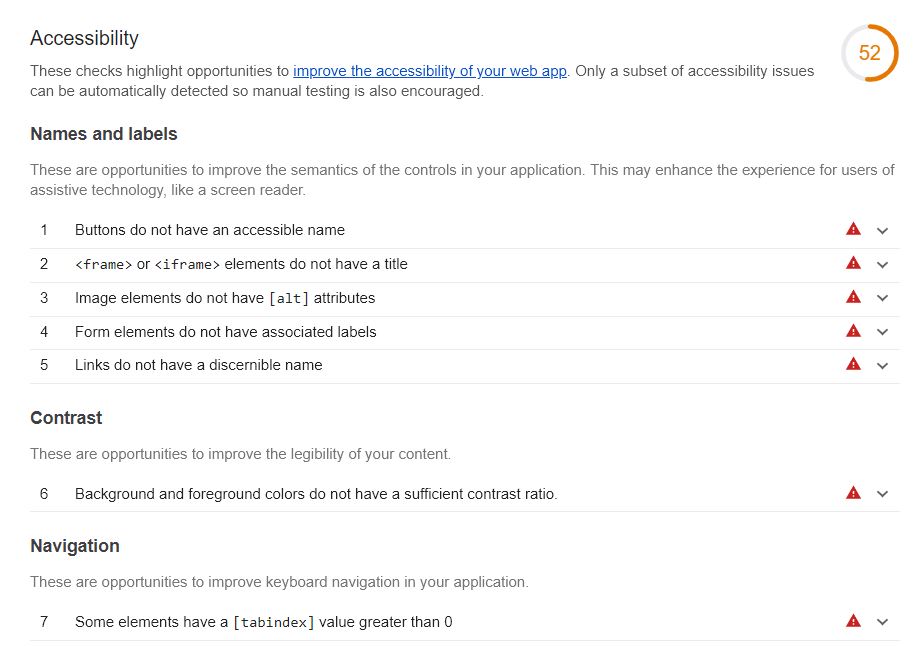 Accessibility
52
These checks highlight opportunities to improve the accessibility of your web app. Only a subset of accessibility issues
can be automatically detected so manual testing is also encouraged.
Names and labels
These are opportunities to improve the semantics of the controls in your application. This may enhance the experience for users of
assistive technology, like a screen reader.
1 Buttons do not have an accessible name
2 <frame> or <iframe> elements do not have a title
3 Image elements do not have [alt] attributes
4 Form elements do not have associated labels
5 Links do not have a discernible name
Contrast
These are opportunities to improve the legibility of your content.
6 Background and foreground colors do not have a sufficient contrast ratio.
Navigation
These are opportunities to improve keyboard navigation in your application.
7 Some elements have a [tabindex] value greater than 0